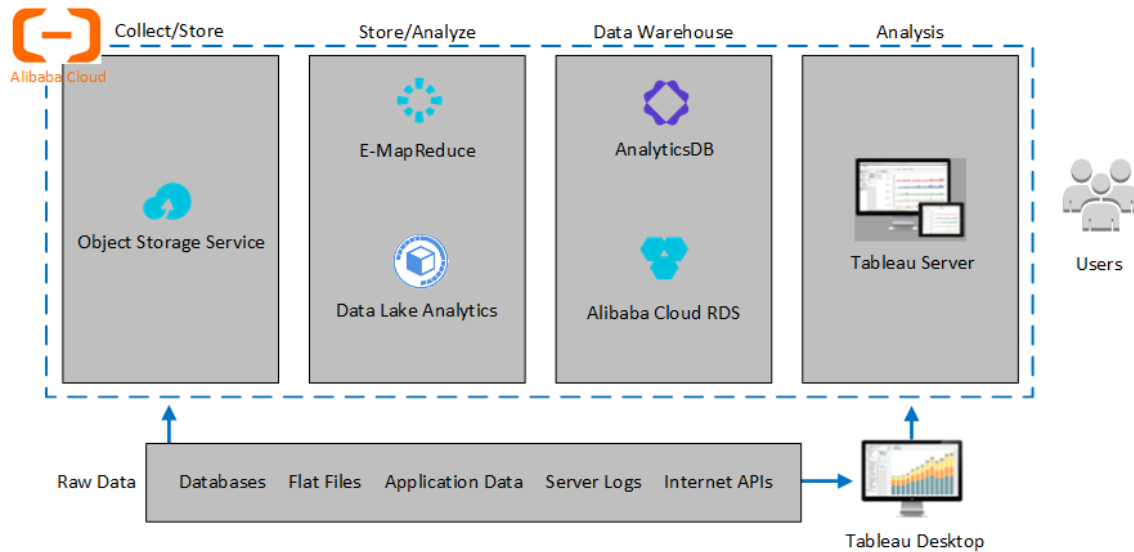 Collect/Store
Store/Analyze
Data Warehouse
Analysis
Alibaba Cloud
E-MapReduce
AnalyticsDB
Object Storage Service
Tableau Server
Users
Data Lake Analytics
Alibaba Cloud RDS
Raw Data
Databases
Flat Files
Application Data
Server Logs
Internet APIs
Tableau Desktop